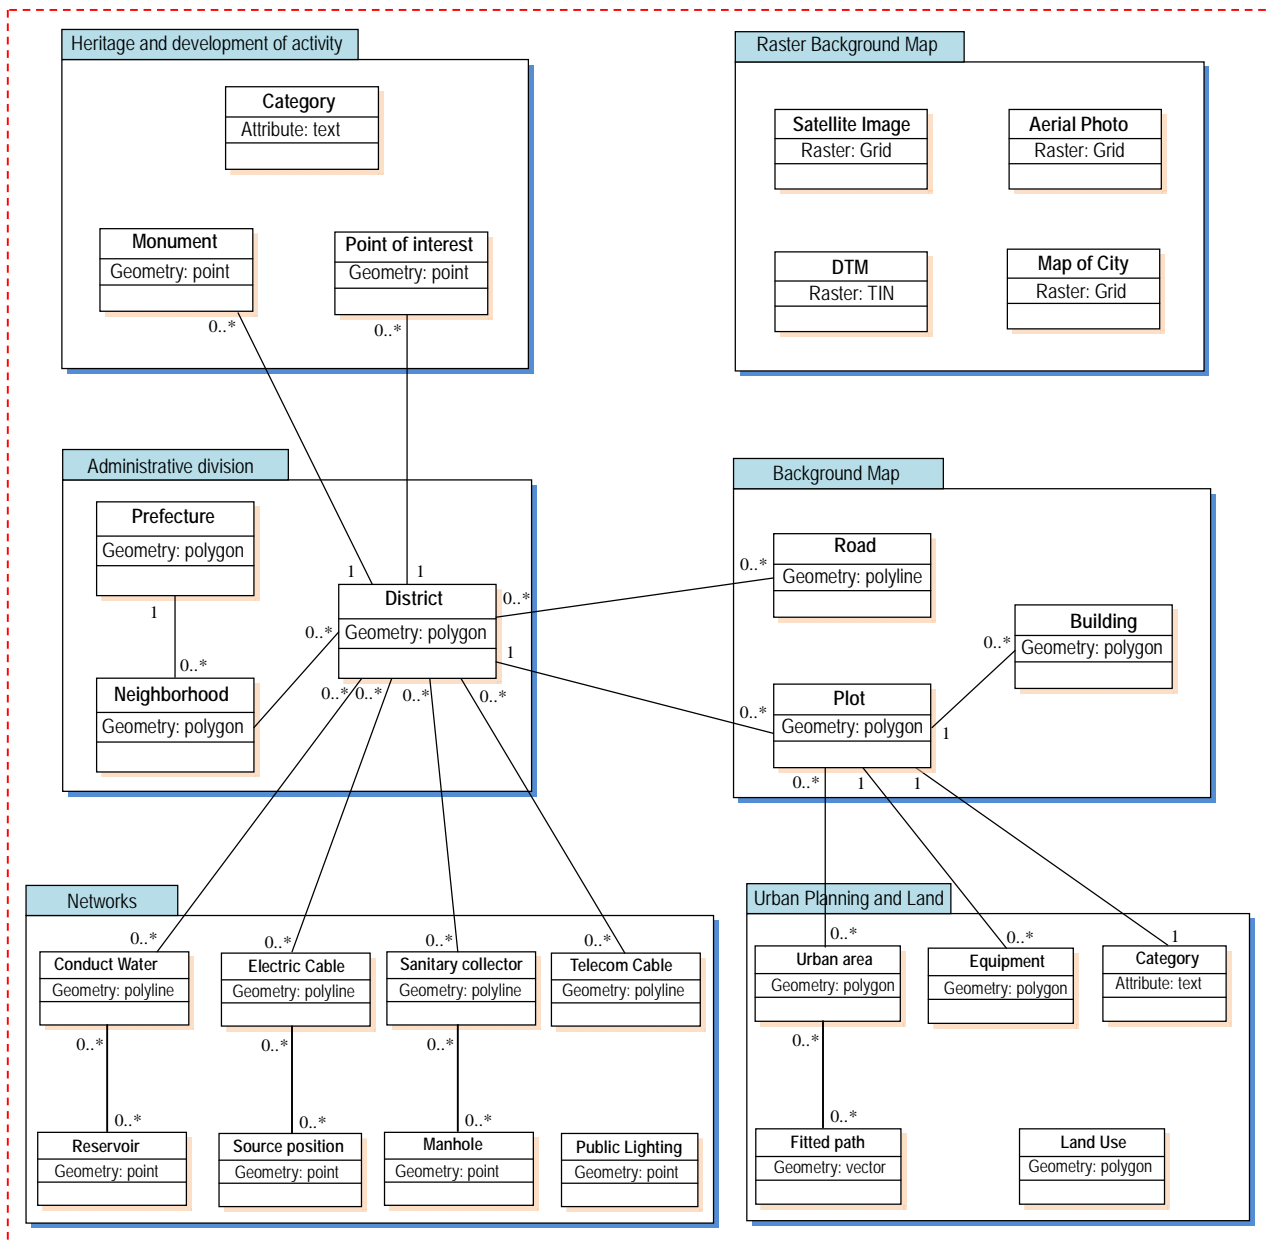 Heritage and development of activity
Category
Attribute: text
Monument
Geometry: point
0..*
Point of interest
Geometry: point
0..*
Raster Background Map
Satellite Image
Raster: Grid
Aerial Photo
Raster: Grid
DTM
Raster: TIN
Map of City
Raster: Grid
Administrative division
Prefecture
Geometry: polygon
1
0..*
Neighborhood
Geometry: polygon
1
1
District
Geometry: polygon
0..*
0..*
1
0..*
0..*
0..*
0..*
Background Map
Road
Geometry: polyline
0..*
Building
Geometry: polygon
0..*
Plot
Geometry: polygon
0..*
1
0..*
1
1
Networks
0..*
Conduct Water
Geometry: polyline
0..*
0..*
Electric Cable
Geometry: polyline
0..*
0..*
Sanitary collector
Geometry: polyline
0..*
0..*
Telecom Cable
Geometry: polyline
0..*
Reservoir
Geometry: point
0..*
Source position
Geometry: point
0..*
Manhole
Geometry: point
Public Lighting
Geometry: point
Urban Planning and Land
0..*
Urban area
Geometry: polygon
0..*
0..*
Equipment
Geometry: polygon
1
Category
Attribute: text
0..*
Fitted path
Geometry: vector
Land Use
Geometry: polygon